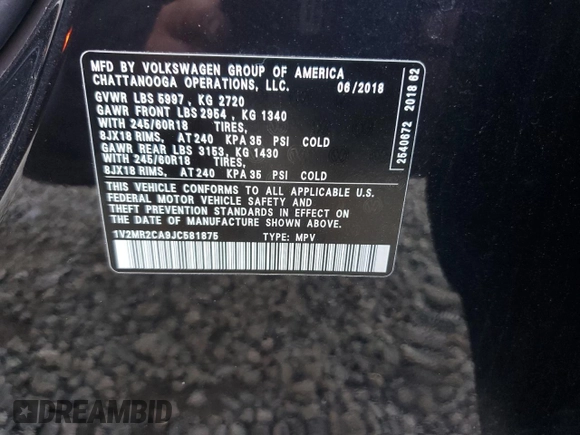 MFD BY VOLKSWAGEN GROUP OF AMERICA
CHATTANOOGA OPERATIONS, LLC. 06/2018
GVWR LBS 5997, KG 2720
GAWR FRONT LBS 2954, KG 1340
WITH 245/60R18 TIRES,
8JX18 RIMS, AT 240 KPA 35 PSI COLD
GAWR REAR LBS 3153, KG 1430
WITH 245/60R18 TIRES,
8JX18 RIMS, AT 240 KPA 35 PSI COLD
THIS VEHICLE CONFORMS TO ALL APPLICABLE U.S.
FEDERAL MOTOR VEHICLE SAFETY AND
THEFT PREVENTION STANDARDS IN EFFECT ON
THE DATE OF MANUFACTURE SHOWN ABOVE.
1V2MR2CA9JC581875 TYPE: MPV
2540872 2018 62
DREAMBID